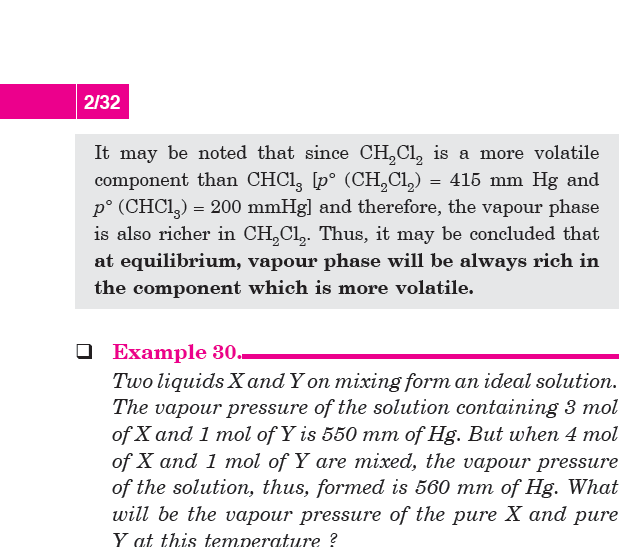 2/32
It may be noted that since CH₂Cl₂ is a more volatile
component than CHCl₃ [p° (CH₂Cl₂) = 415 mm Hg and
p° (CHCl₃) = 200 mmHg] and therefore, the vapour phase
is also richer in CH₂Cl₂. Thus, it may be concluded that
at equilibrium, vapour phase will be always rich in
the component which is more volatile.
❑ Example 30.
Two liquids X and Y on mixing form an ideal solution.
The vapour pressure of the solution containing 3 mol
of X and 1 mol of Y is 550 mm of Hg. But when 4 mol
of X and 1 mol of Y are mixed, the vapour pressure
of the solution, thus, formed is 560 mm of Hg. What
will be the vapour pressure of the pure X and pure
Y at this temperature ?